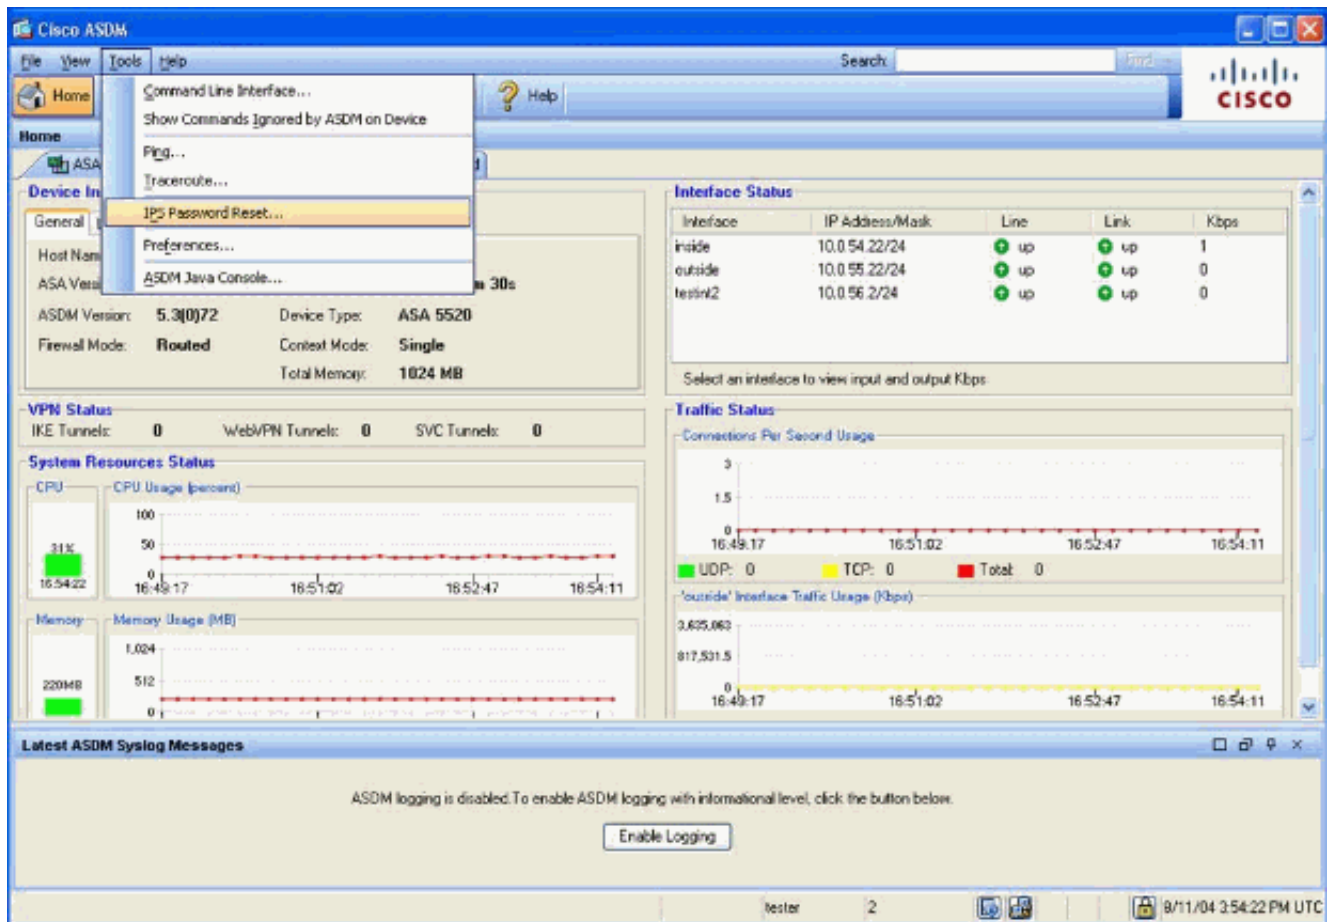 Cisco ASDM
File View Tools Help Search: Find
CISCO
Home Help
Command Line Interface...
Show Commands Ignored by ASDM on Device
Ping...
Traceroute...
IPS Password Reset...
Preferences...
ASDM Java Console...
Home
ASA
Device In
General
Host Nam
ASA Versi
30s
ASDM Version: 5.3(0)72 Device Type: ASA 5520
Firewall Mode: Routed Context Mode: Single
Total Memory: 1024 MB
Interface Status
Interface IP Address/Mask Line Link Kbps
inside 10.0.54.22/24 up up 1
outside 10.0.55.22/24 up up 0
testint2 10.0.56.2/24 up up 0
Select an interface to view input and output Kbps
VPN Status
IKE Tunnels: 0 WebVPN Tunnels: 0 SVC Tunnels: 0
System Resources Status
CPU
31%
16:54:22
CPU Usage (percent)
100
50
0
16:49:17 16:51:02 16:52:47 16:54:11
Memory
220MB
Memory Usage (MB)
1,024
512
0
Traffic Status
Connections Per Second Usage
3
1.5
0
16:49:17 16:51:02 16:52:47 16:54:11
UDP: 0 TCP: 0 Total: 0
'outside' Interface Traffic Usage (Kbps)
817,531.5
0
16:49:17 16:51:02 16:52:47 16:54:11
Latest ASDM Syslog Messages
ASDM logging is disabled.To enable ASDM logging with informational level, click the button below.
Enable Logging
tester 2 8/11/04 3:54:22 PM UTC